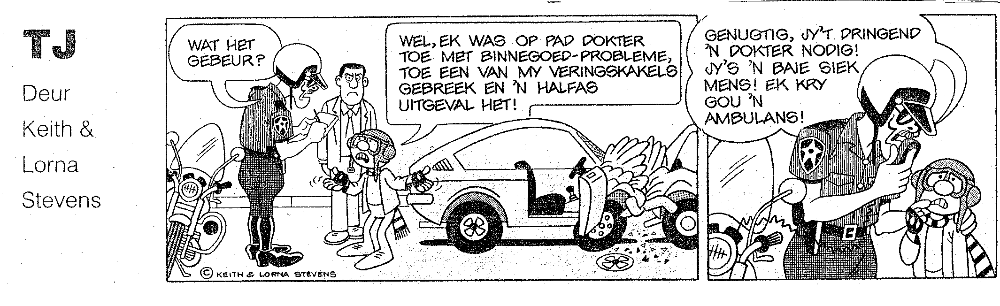 TJ
Deur
Keith &
Lorna
Stevens
WAT HET
GEBEUR?
WEL, EK WAS OP PAD DOKTER
TOE MET BINNEGOED-PROBLEME,
TOE EEN VAN MY VERINGSKAKELS
GEBREEK EN 'N HALFAS
UITGEVAL HET!
© KEITH & LORNA STEVENS
GENUGTIG, JY'T DRINGEND
'N DOKTER NODIG!
JY'S 'N BAIE SIEK
MENS! EK KRY
GOU 'N
AMBULANS!